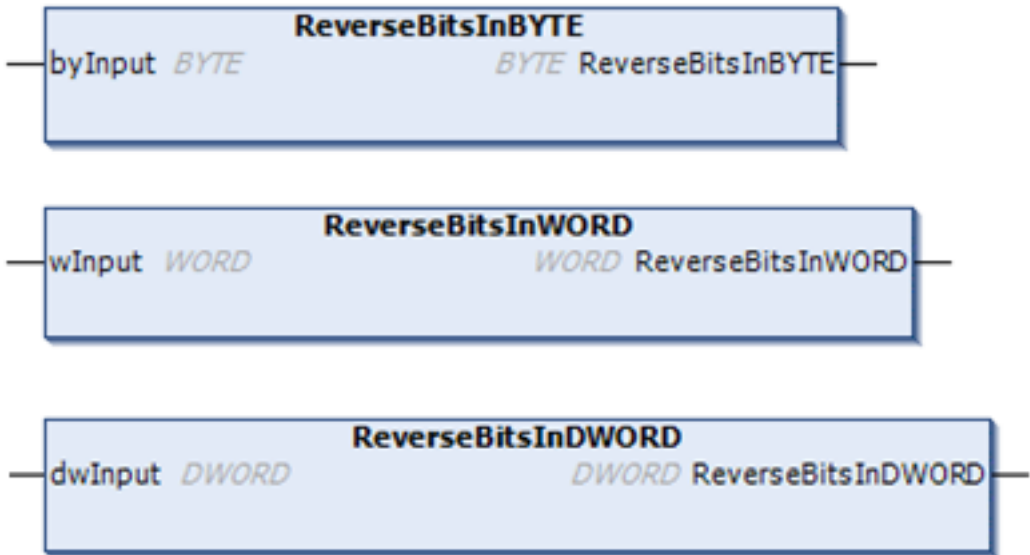 ReverseBitsInBYTE
byInput BYTE BYTE ReverseBitsInBYTE
ReverseBitsInWORD
wInput WORD WORD ReverseBitsInWORD
ReverseBitsInDWORD
dwInput DWORD DWORD ReverseBitsInDWORD